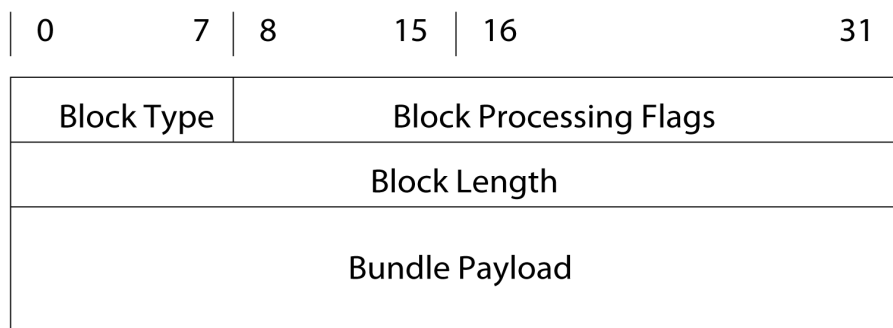 0 7 8 15 16 31
Block Type Block Processing Flags
Block Length
Bundle Payload